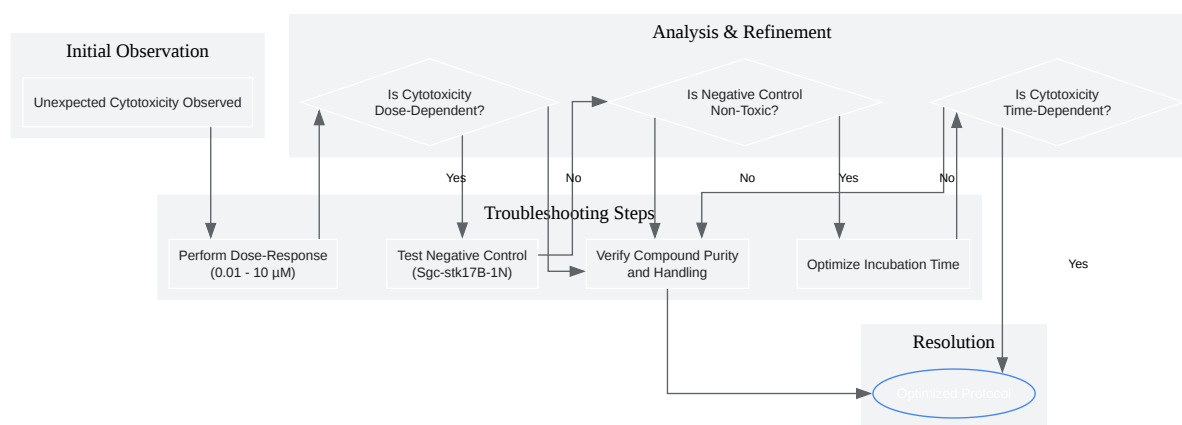 Initial Observation
Unexpected Cytotoxicity Observed
Analysis & Refinement
Is Cytotoxicity
Dose-Dependent?
Is Negative Control
Non-Toxic?
Is Cytotoxicity
Time-Dependent?
Yes
No
No
Yes
No
Yes
Troubleshooting Steps
Perform Dose-Response
(0.01 - 10 µM)
Test Negative Control
(Sgc-stk17B-1N)
Verify Compound Purity
and Handling
Optimize Incubation Time
Resolution
Optimized Protocol